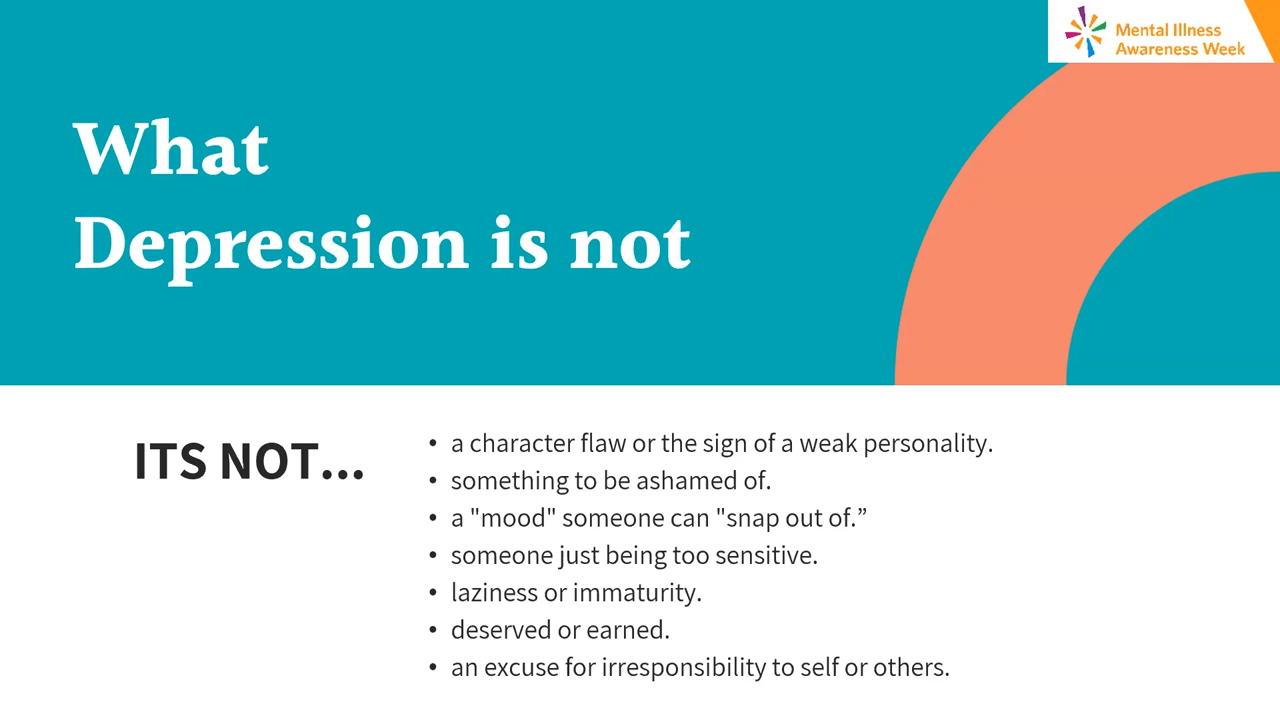 Mental Illness
Awareness Week
What
Depression is not
ITS NOT...
• a character flaw or the sign of a weak personality.
• something to be ashamed of.
• a "mood" someone can "snap out of.”
• someone just being too sensitive.
• laziness or immaturity.
• deserved or earned.
• an excuse for irresponsibility to self or others.